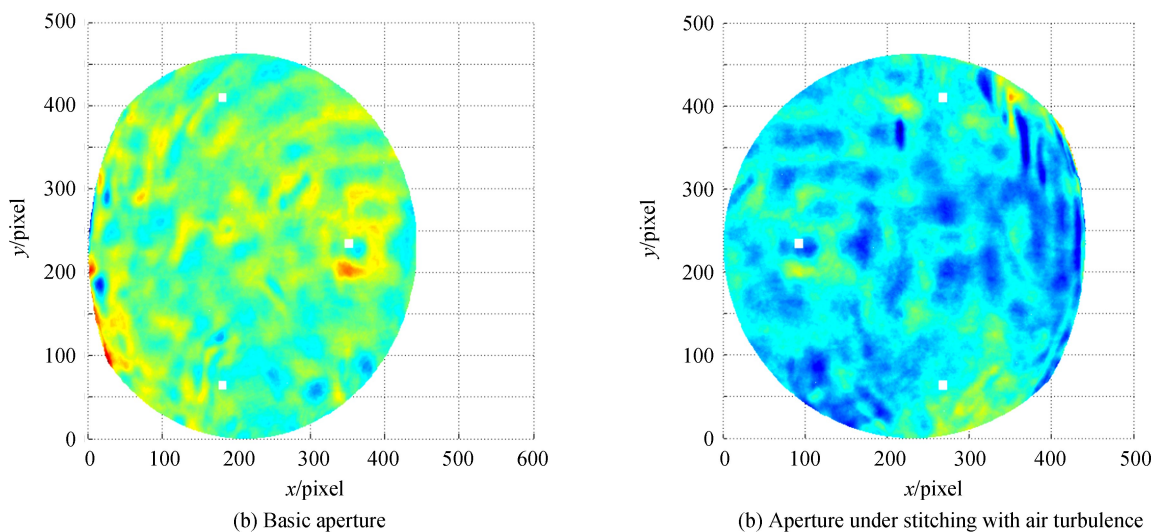 500
400
300
200
100
0
y/pixel
0 100 200 300 400 500 600
x/pixel
(b) Basic aperture
500
400
300
200
100
0
y/pixel
0 100 200 300 400 500
x/pixel
(b) Aperture under stitching with air turbulence